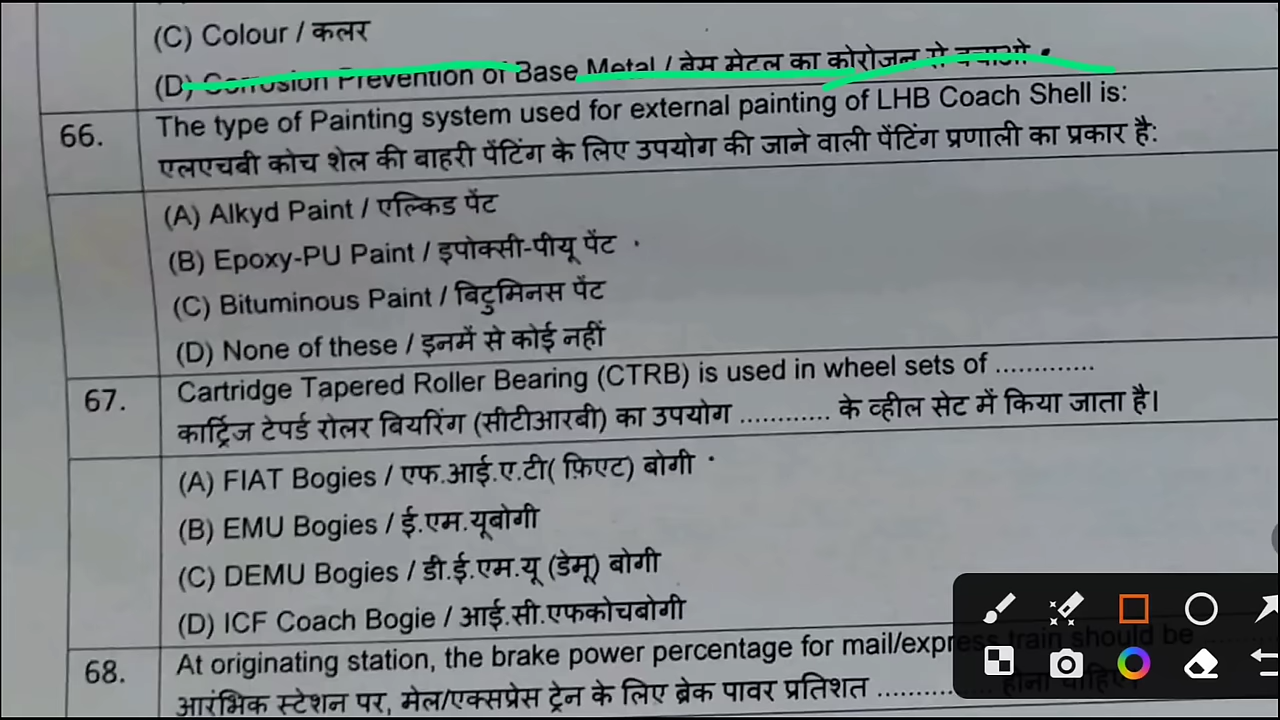 (C) Colour / कलर
(D) Corrosion Prevention of Base Metal / बेस मेटल का कोरोजन से बचाओ
66. The type of Painting system used for external painting of LHB Coach Shell is:
एलएचबी कोच शेल की बाहरी पेंटिंग के लिए उपयोग की जाने वाली पेंटिंग प्रणाली का प्रकार है:
(A) Alkyd Paint / एल्किड पेंट
(B) Epoxy-PU Paint / इपोक्सी-पीयू पेंट
(C) Bituminous Paint / बिटुमिनस पेंट
(D) None of these / इनमें से कोई नहीं
67. Cartridge Tapered Roller Bearing (CTRB) is used in wheel sets of .............
कार्ट्रिज टेपर्ड रोलर बियरिंग (सीटीआरबी) का उपयोग ............ के व्हील सेट में किया जाता है।
(A) FIAT Bogies / एफ.आई.ए.टी( फ़िएट) बोगी
(B) EMU Bogies / ई.एम.यूबोगी
(C) DEMU Bogies / डी.ई.एम.यू (डेमू) बोगी
(D) ICF Coach Bogie / आई.सी.एफकोचबोगी
68. At originating station, the brake power percentage for mail/express train should be
आरंभिक स्टेशन पर, मेल/एक्सप्रेस ट्रेन के लिए ब्रेक पावर प्रतिशत ............ होना चाहिए।